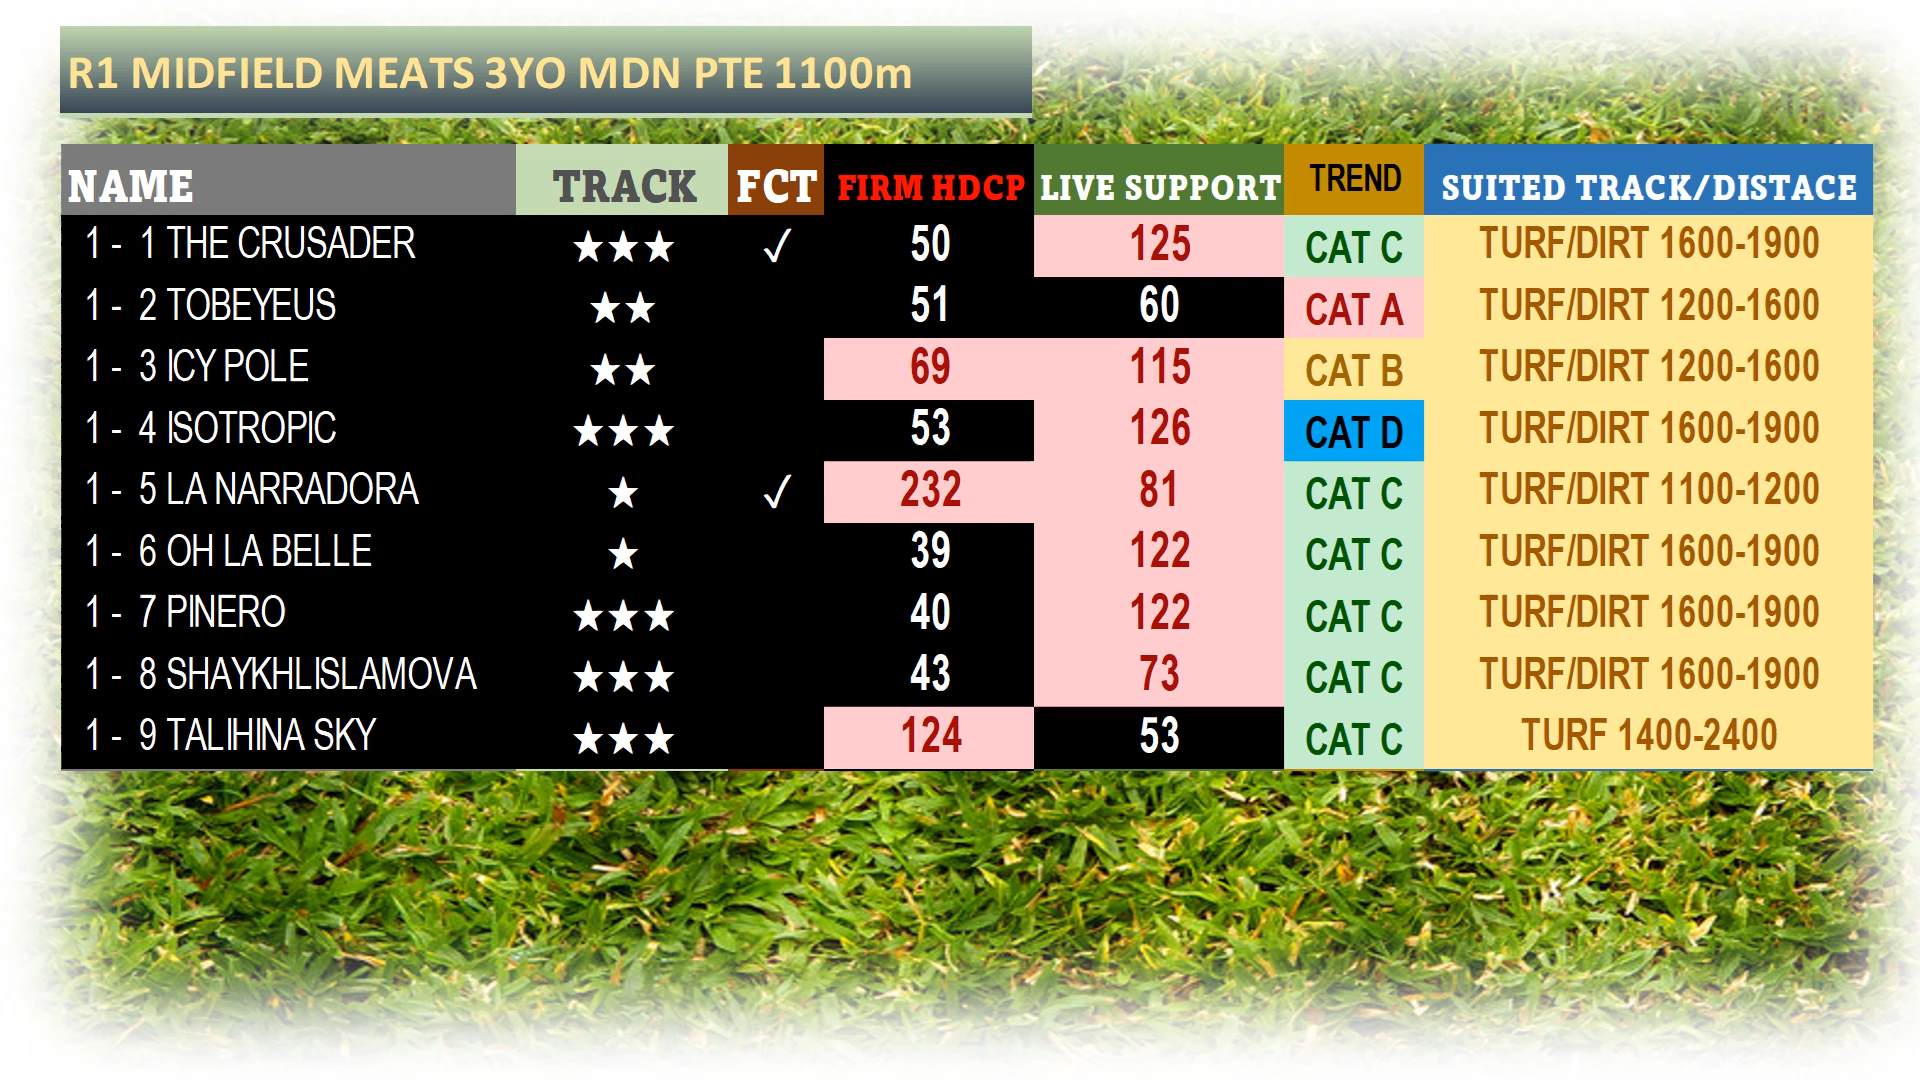 R1 MIDFIELD MEATS 3YO MDN PTE 1100m
NAME TRACK FCT FIRM HDCP LIVE SUPPORT TREND SUITED TRACK/DISTACE
1 - 1 THE CRUSADER ★★★ ✓ 50 125 CAT C TURF/DIRT 1600-1900
1 - 2 TOBEYEUS ★★ 51 60 CAT A TURF/DIRT 1200-1600
1 - 3 ICY POLE ★★ 69 115 CAT B TURF/DIRT 1200-1600
1 - 4 ISOTROPIC ★★★ 53 126 CAT D TURF/DIRT 1600-1900
1 - 5 LA NARRADORA ★ ✓ 232 81 CAT C TURF/DIRT 1100-1200
1 - 6 OH LA BELLE ★ 39 122 CAT C TURF/DIRT 1600-1900
1 - 7 PINERO ★★★ 40 122 CAT C TURF/DIRT 1600-1900
1 - 8 SHAYKHLISLAMOVA ★★★ 43 73 CAT C TURF/DIRT 1600-1900
1 - 9 TALIHINA SKY ★★★ 124 53 CAT C TURF 1400-2400